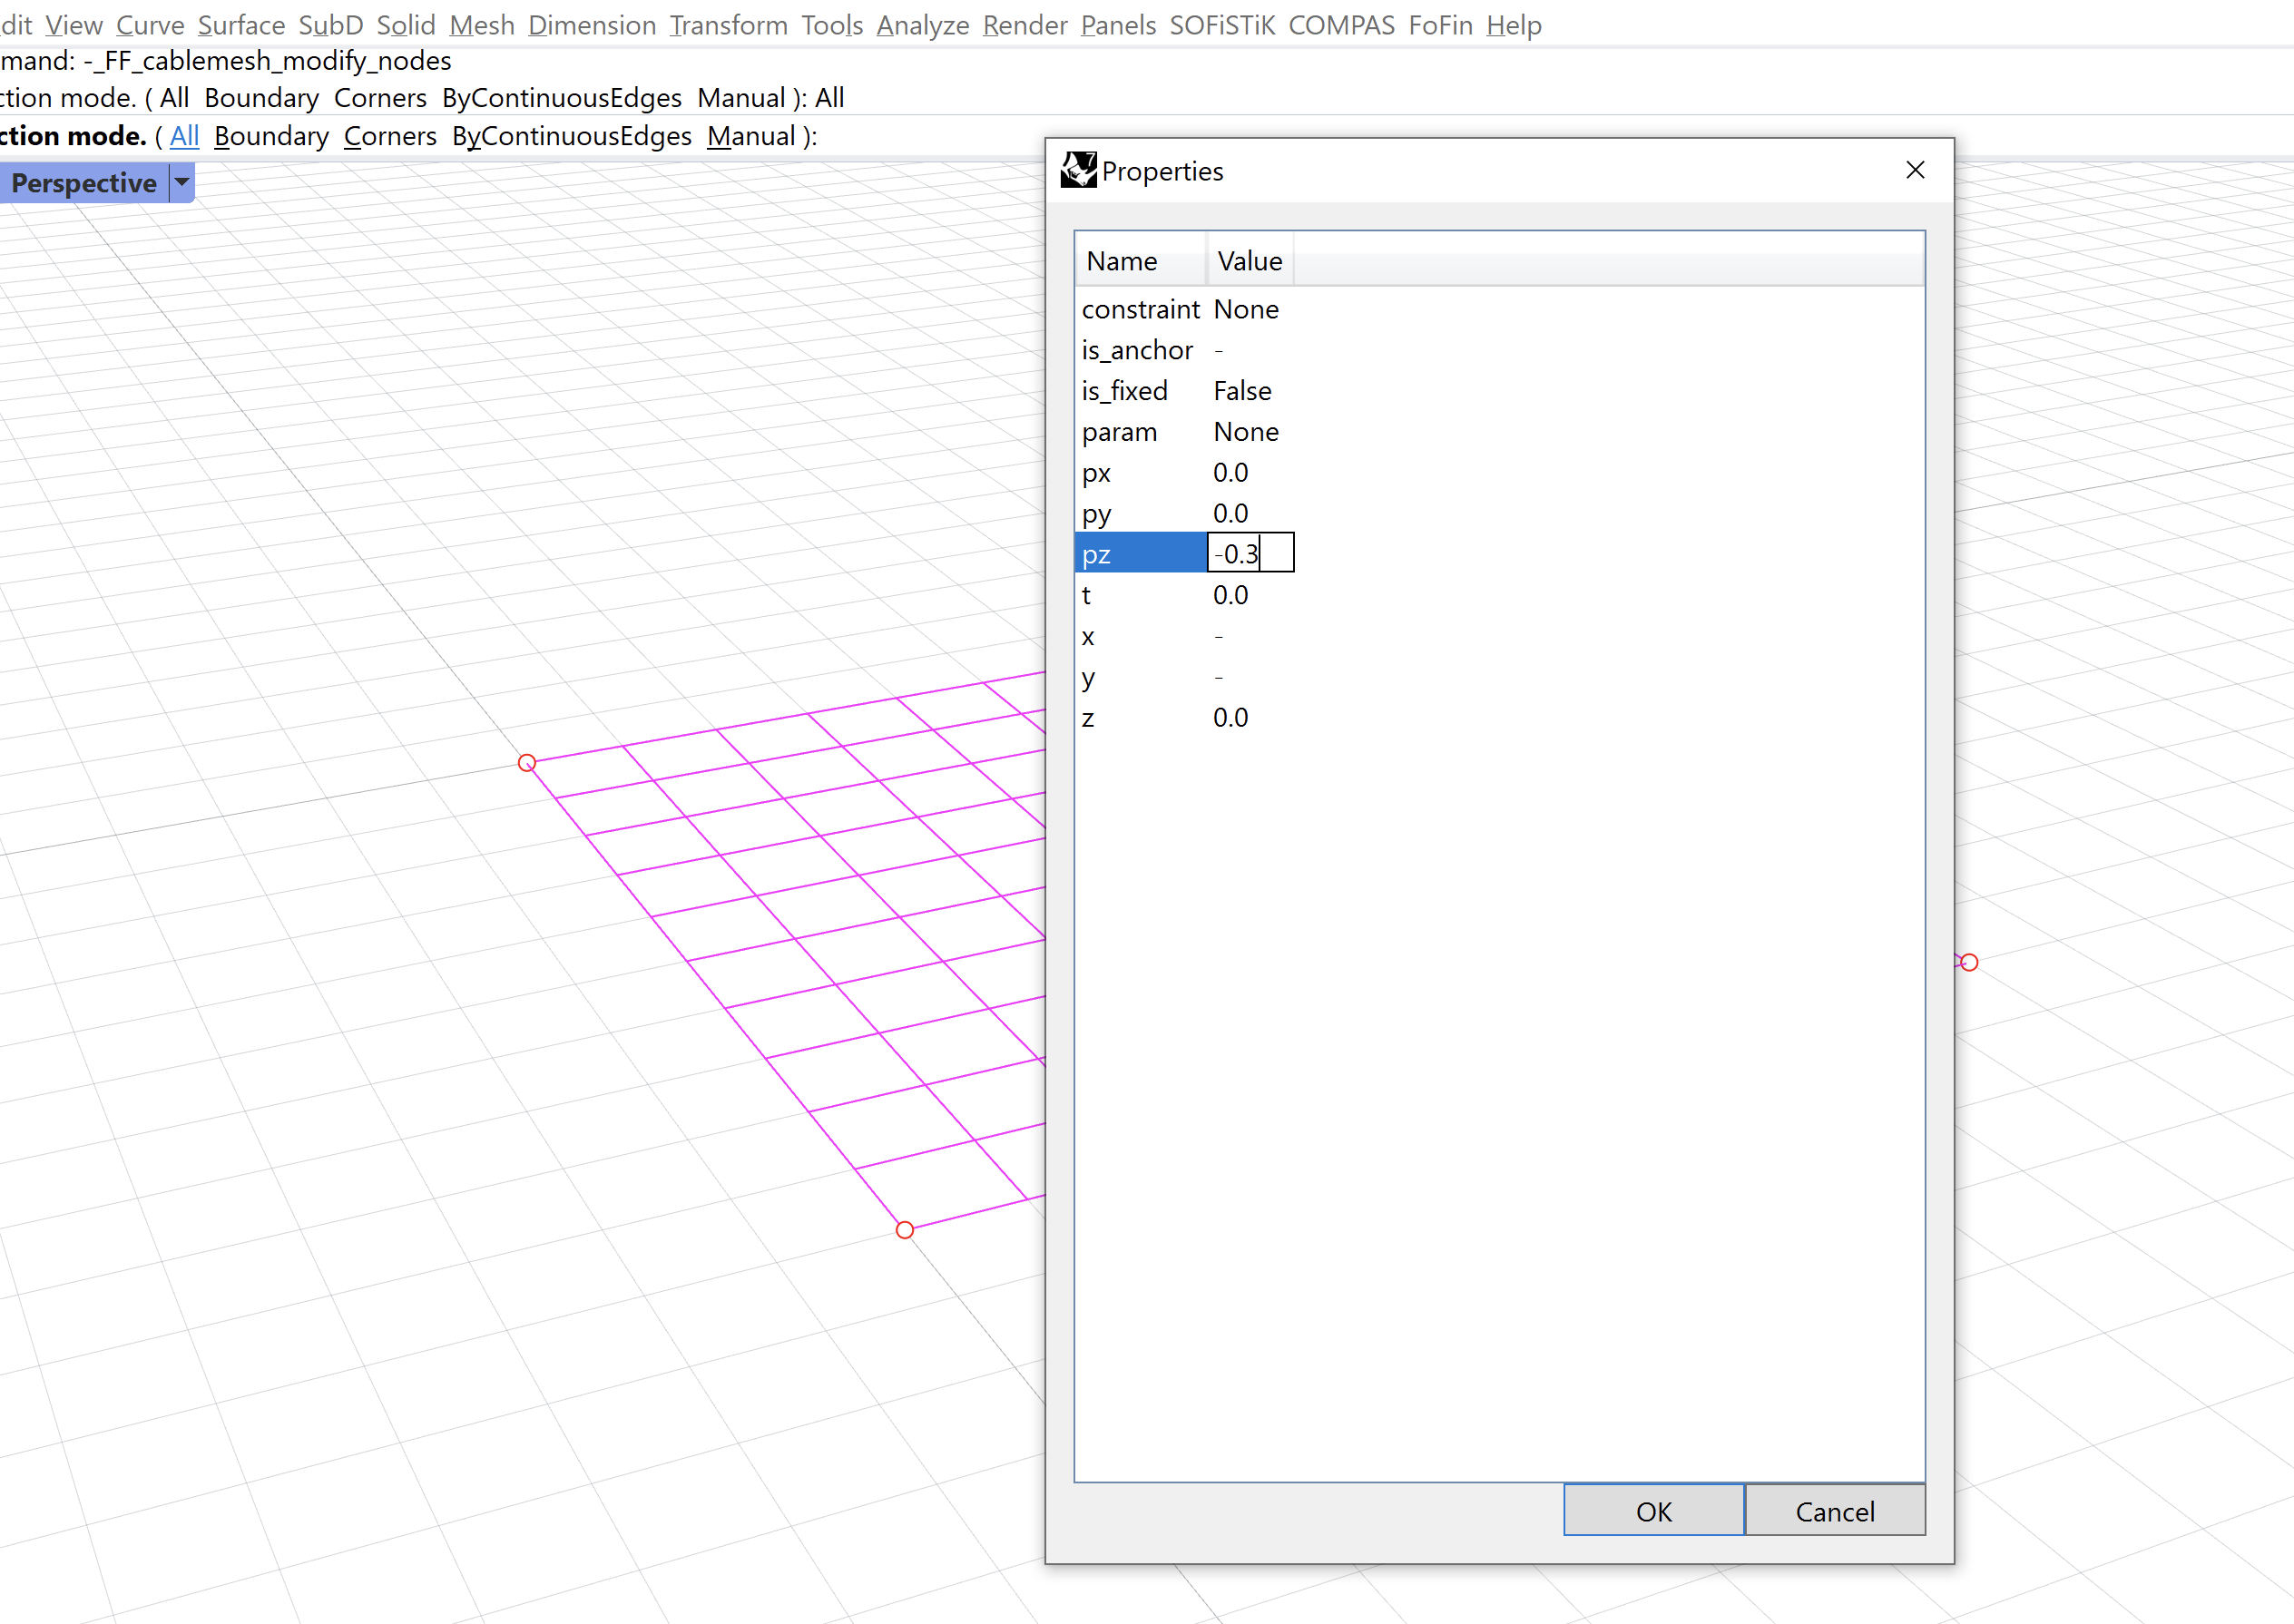 dit View Curve Surface SubD Solid Mesh Dimension Transform Tools Analyze Render Panels SOFiSTiK COMPAS FoFin Help
mand: -_FF_cablemesh_modify_nodes
ction mode. ( All Boundary Corners ByContinuousEdges Manual ): All
ction mode. ( All Boundary Corners ByContinuousEdges Manual ):
Perspective
7 Properties
Name Value
constraint None
is_anchor -
is_fixed False
param None
px 0.0
py 0.0
pz -0.3
t 0.0
x -
y -
z 0.0
OK Cancel